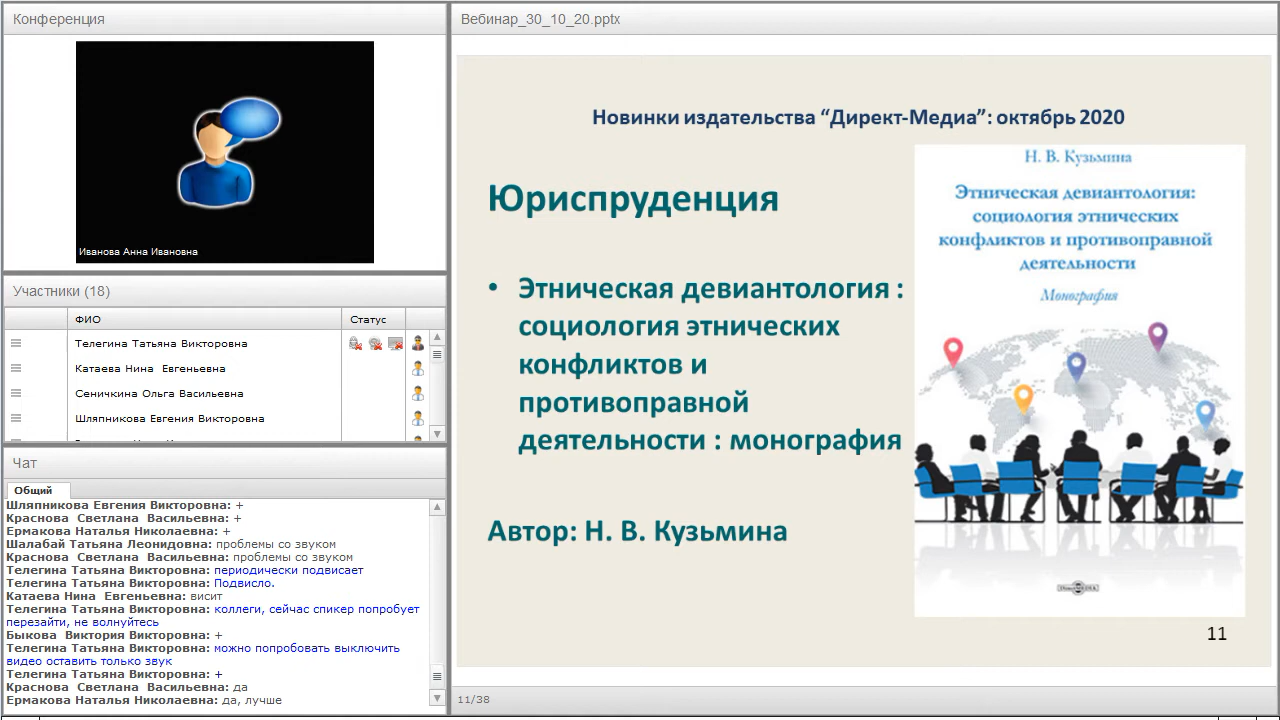 Конференция
Иванова Анна Ивановна
Участники (18)
ФИО Статус
Телегина Татьяна Викторовна
Катаева Нина Евгеньевна
Сеничкина Ольга Васильевна
Шляпникова Евгения Викторовна
Чат
Общий
Шляпникова Евгения Викторовна: +
Краснова Светлана Васильевна: +
Ермакова Наталья Николаевна: +
Шалабай Татьяна Леонидовна: проблемы со звуком
Краснова Светлана Васильевна: проблемы со звуком
Телегина Татьяна Викторовна: периодически подвисает
Телегина Татьяна Викторовна: Подвисло.
Катаева Нина Евгеньевна: висит
Телегина Татьяна Викторовна: коллеги, сейчас спикер попробует
перезайти, не волнуйтесь
Быкова Виктория Викторовна: +
Телегина Татьяна Викторовна: можно попробовать выключить
видео оставить только звук
Телегина Татьяна Викторовна: +
Краснова Светлана Васильевна: да
Ермакова Наталья Николаевна: да, лучше
Вебинар_30_10_20.pptx
Новинки издательства “Директ-Медиа”: октябрь 2020
Юриспруденция
• Этническая девиантология :
социология этнических
конфликтов и
противоправной
деятельности : монография
Автор: Н. В. Кузьмина
Н. В. Кузьмина
Этническая девиантология:
социология этнических
конфликтов и противоправной
деятельности
Монография
11
11/38